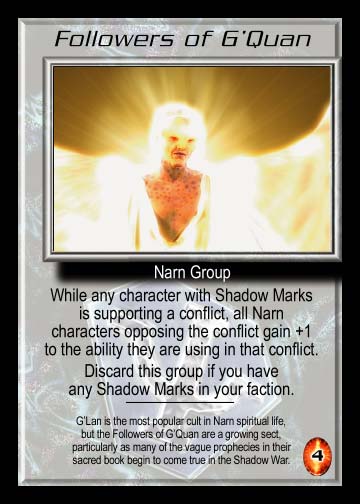 Followers of G'Quan
Narn Group
While any character with Shadow Marks
is supporting a conflict, all Narn
characters opposing the conflict gain +1
to the ability they are using in that conflict.
Discard this group if you have
any Shadow Marks in your faction.
G'Lan is the most popular cult in Narn spiritual life,
but the Followers of G'Quan are a growing sect,
particularly as many of the vague prophecies in their
sacred book begin to come true in the Shadow War.
4